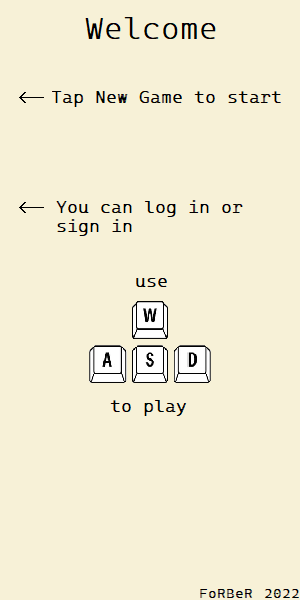 Welcome
Tap New Game to start
You can log in or
sign in
use
W
A S D
to play
FoRBeR 2022